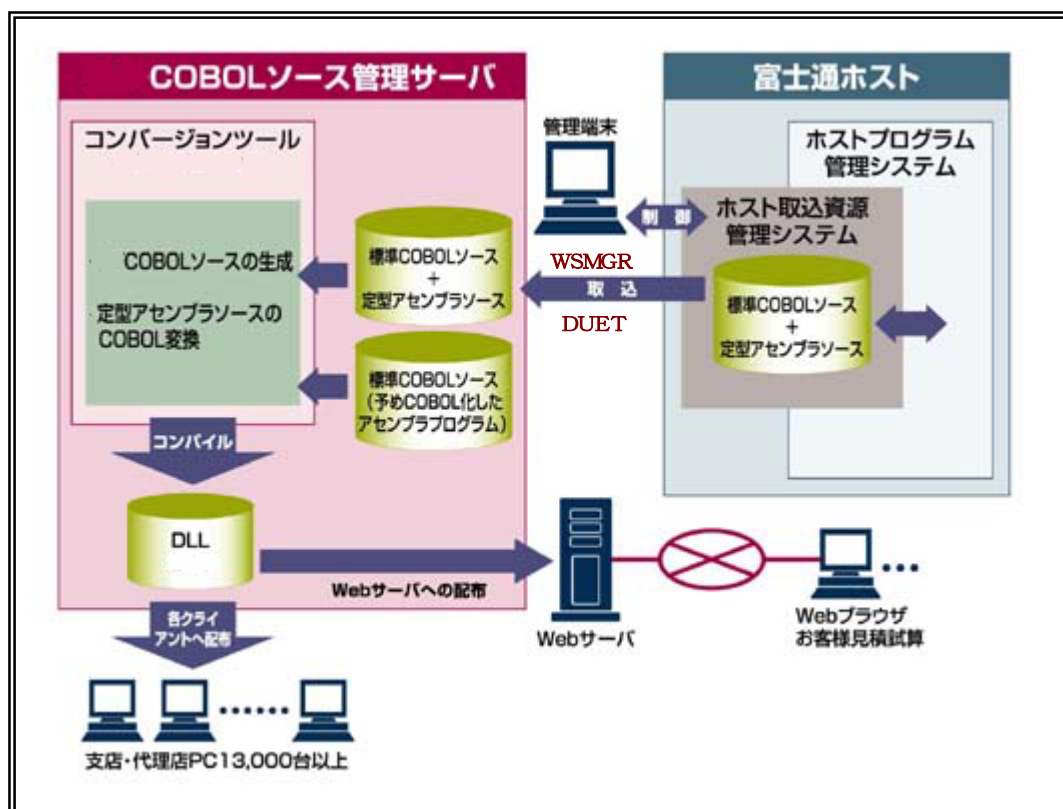 COBOLソース管理サーバ
コンバージョンツール
COBOLソースの生成
定型アセンブラソースの
COBOL変換
標準COBOLソース
+
定型アセンブラソース
標準COBOLソース
(予めCOBOL化した
アセンブラプログラム)
コンパイル
DLL
Webサーバへの配布
各クライ
アントへ配布
支店・代理店PC13,000台以上
管理端末
制御
WSMGR
取込
DUET
富士通ホスト
ホストプログラム
管理システム
ホスト取込資源
管理システム
標準COBOLソース
+
定型アセンブラソース
Webサーバ
Webブラウザ
お客様見積試算